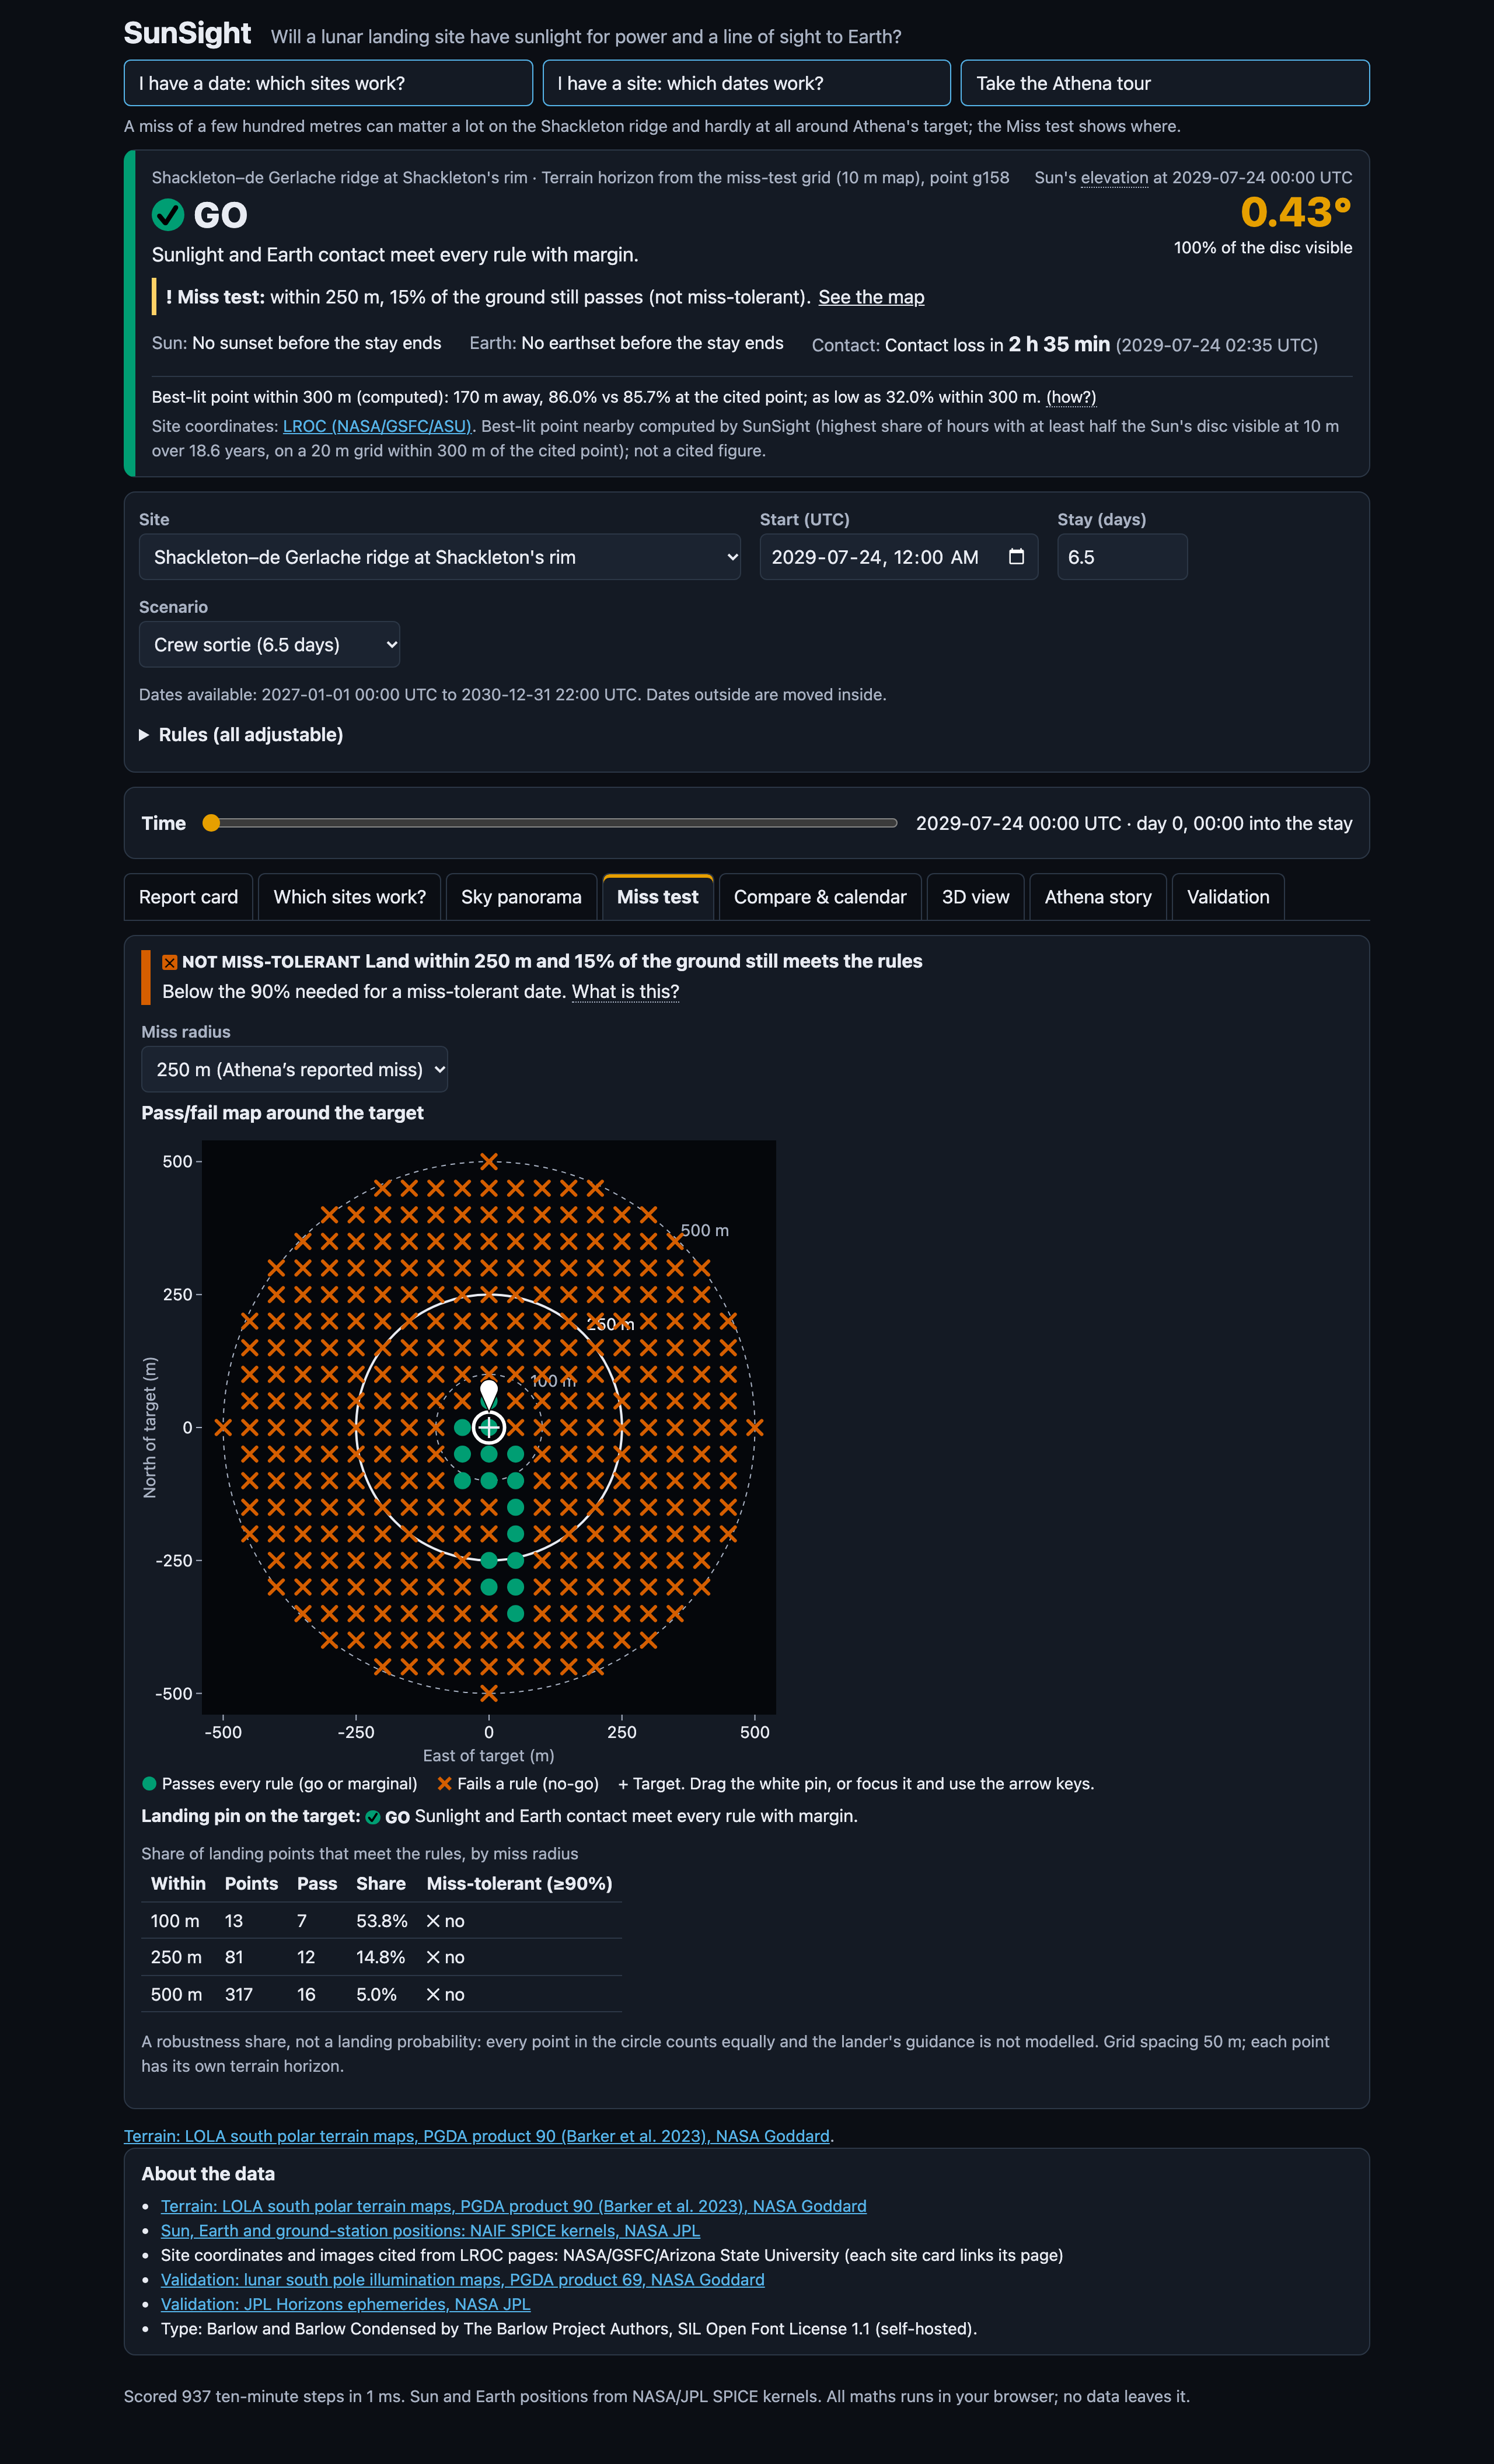 SunSight Will a lunar landing site have sunlight for power and a line of sight to Earth?
I have a date: which sites work?
I have a site: which dates work?
Take the Athena tour
A miss of a few hundred metres can matter a lot on the Shackleton ridge and hardly at all around Athena's target; the Miss test shows where.
Shackleton–de Gerlache ridge at Shackleton's rim · Terrain horizon from the miss-test grid (10 m map), point g158
Sun's elevation at 2029-07-24 00:00 UTC
GO
0.43°
100% of the disc visible
Sunlight and Earth contact meet every rule with margin.
! Miss test: within 250 m, 15% of the ground still passes (not miss-tolerant). See the map
Sun: No sunset before the stay ends Earth: No earthset before the stay ends Contact: Contact loss in 2 h 35 min (2029-07-24 02:35 UTC)
Best-lit point within 300 m (computed): 170 m away, 86.0% vs 85.7% at the cited point; as low as 32.0% within 300 m. (how?)
Site coordinates: LROC (NASA/GSFC/ASU). Best-lit point nearby computed by SunSight (highest share of hours with at least half the Sun's disc visible at 10 m
over 18.6 years, on a 20 m grid within 300 m of the cited point); not a cited figure.
Site
Shackleton–de Gerlache ridge at Shackleton's rim
Start (UTC)
2029-07-24, 12:00 AM
Stay (days)
6.5
Scenario
Crew sortie (6.5 days)
Dates available: 2027-01-01 00:00 UTC to 2030-12-31 22:00 UTC. Dates outside are moved inside.
▶ Rules (all adjustable)
Time
2029-07-24 00:00 UTC · day 0, 00:00 into the stay
Report card
Which sites work?
Sky panorama
Miss test
Compare & calendar
3D view
Athena story
Validation
NOT MISS-TOLERANT Land within 250 m and 15% of the ground still meets the rules
Below the 90% needed for a miss-tolerant date. What is this?
Miss radius
250 m (Athena’s reported miss)
Pass/fail map around the target
500
250
0
-250
-500
North of target (m)
500 m
250 m
100 m
-500
-250
0
250
500
East of target (m)
Passes every rule (go or marginal) Fails a rule (no-go) + Target. Drag the white pin, or focus it and use the arrow keys.
Landing pin on the target: GO Sunlight and Earth contact meet every rule with margin.
Share of landing points that meet the rules, by miss radius
Within Points Pass Share Miss-tolerant (≥90%)
100 m 13 7 53.8% ✕ no
250 m 81 12 14.8% ✕ no
500 m 317 16 5.0% ✕ no
A robustness share, not a landing probability: every point in the circle counts equally and the lander's guidance is not modelled. Grid spacing 50 m; each point
has its own terrain horizon.
Terrain: LOLA south polar terrain maps, PGDA product 90 (Barker et al. 2023), NASA Goddard.
About the data
• Terrain: LOLA south polar terrain maps, PGDA product 90 (Barker et al. 2023), NASA Goddard
• Sun, Earth and ground-station positions: NAIF SPICE kernels, NASA JPL
• Site coordinates and images cited from LROC pages: NASA/GSFC/Arizona State University (each site card links its page)
• Validation: lunar south pole illumination maps, PGDA product 69, NASA Goddard
• Validation: JPL Horizons ephemerides, NASA JPL
• Type: Barlow and Barlow Condensed by The Barlow Project Authors, SIL Open Font License 1.1 (self-hosted).
Scored 937 ten-minute steps in 1 ms. Sun and Earth positions from NASA/JPL SPICE kernels. All maths runs in your browser; no data leaves it.